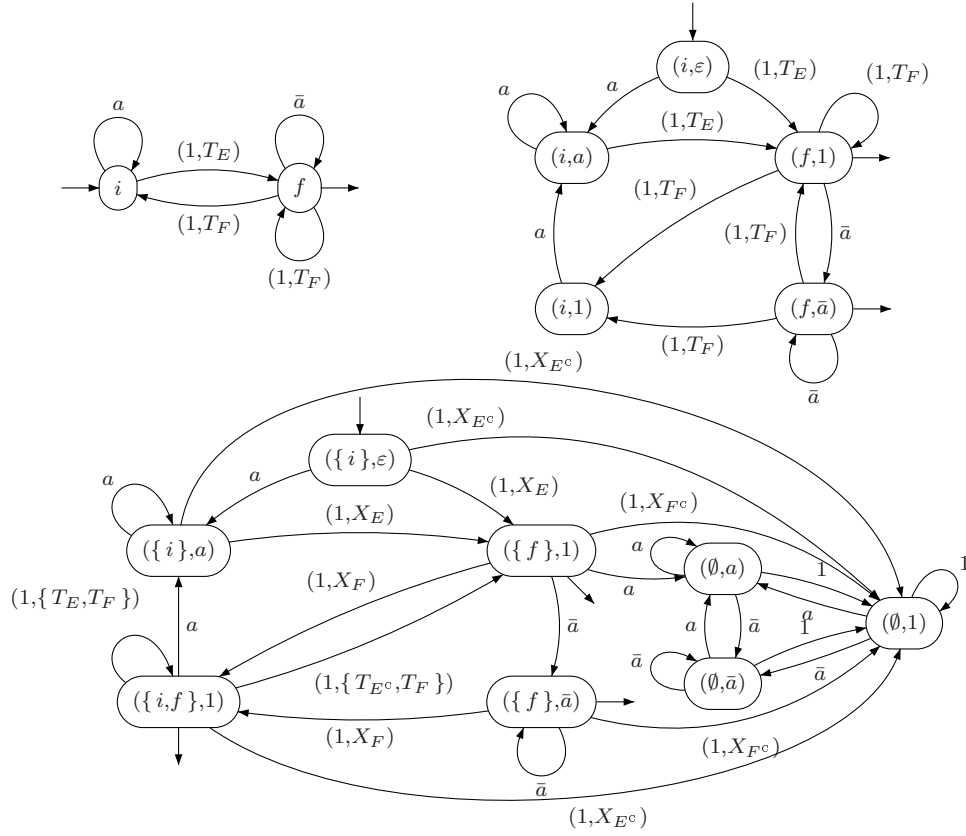 a
ā
(1,T_E)
i
f
(1,T_F)
(1,T_F)
(i,ε)
(1,T_E)
(1,T_F)
a
a
(1,T_E)
(i,a)
(f,1)
(1,T_F)
a
(1,T_F)
ā
(i,1)
(f,ā)
(1,T_F)
ā
(1,X_{E^c})
(1,X_{E^c})
({ i },ε)
a
a
(1,X_E)
(1,X_E)
(1,X_{F^c})
({ i },a)
({ f },1)
a
(∅,a)
1
1
(1,X_F)
a
a
(∅,1)
(1,{ T_E,T_F })
a
ā
a
ā
1
ā
(∅,ā)
ā
({ i,f },1)
(1,{ T_{E^c},T_F })
({ f },ā)
(1,X_F)
(1,X_{F^c})
ā
(1,X_{E^c})